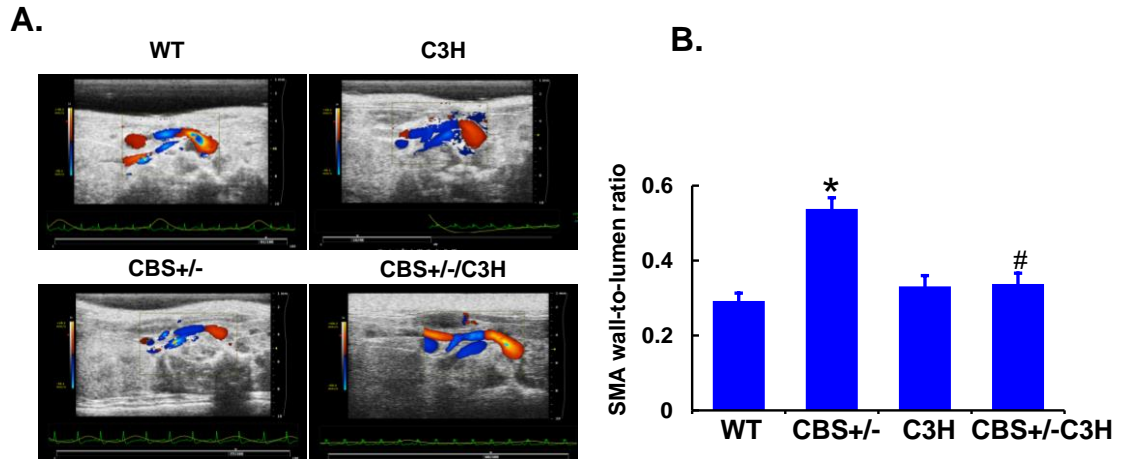 A.
WT
C3H
CBS+/-
CBS+/-/C3H
B.
SMA wall-to-lumen ratio
0.6
0.4
0.2
0
*
#
WT
CBS+/-
C3H
CBS+/-C3H